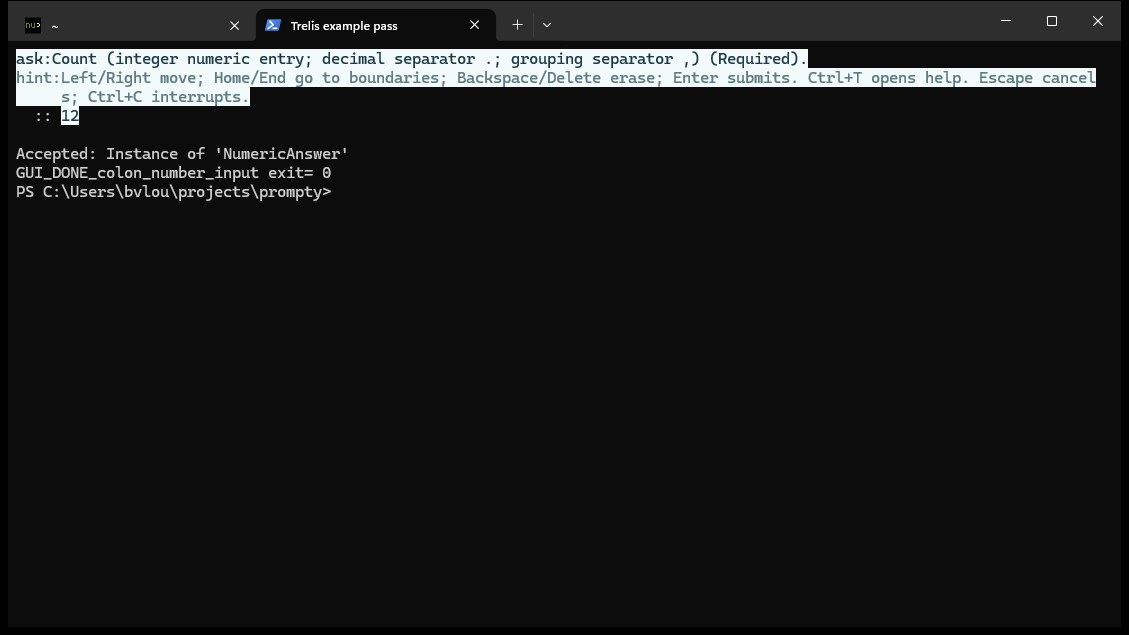 nu> ~
Trelis example pass
ask:Count (integer numeric entry; decimal separator .; grouping separator ,) (Required).
hint:Left/Right move; Home/End go to boundaries; Backspace/Delete erase; Enter submits. Ctrl+T opens help. Escape cancel
s; Ctrl+C interrupts.
:: 12
Accepted: Instance of 'NumericAnswer'
GUI_DONE_colon_number_input exit= 0
PS C:\Users\bvlou\projects\prompty>